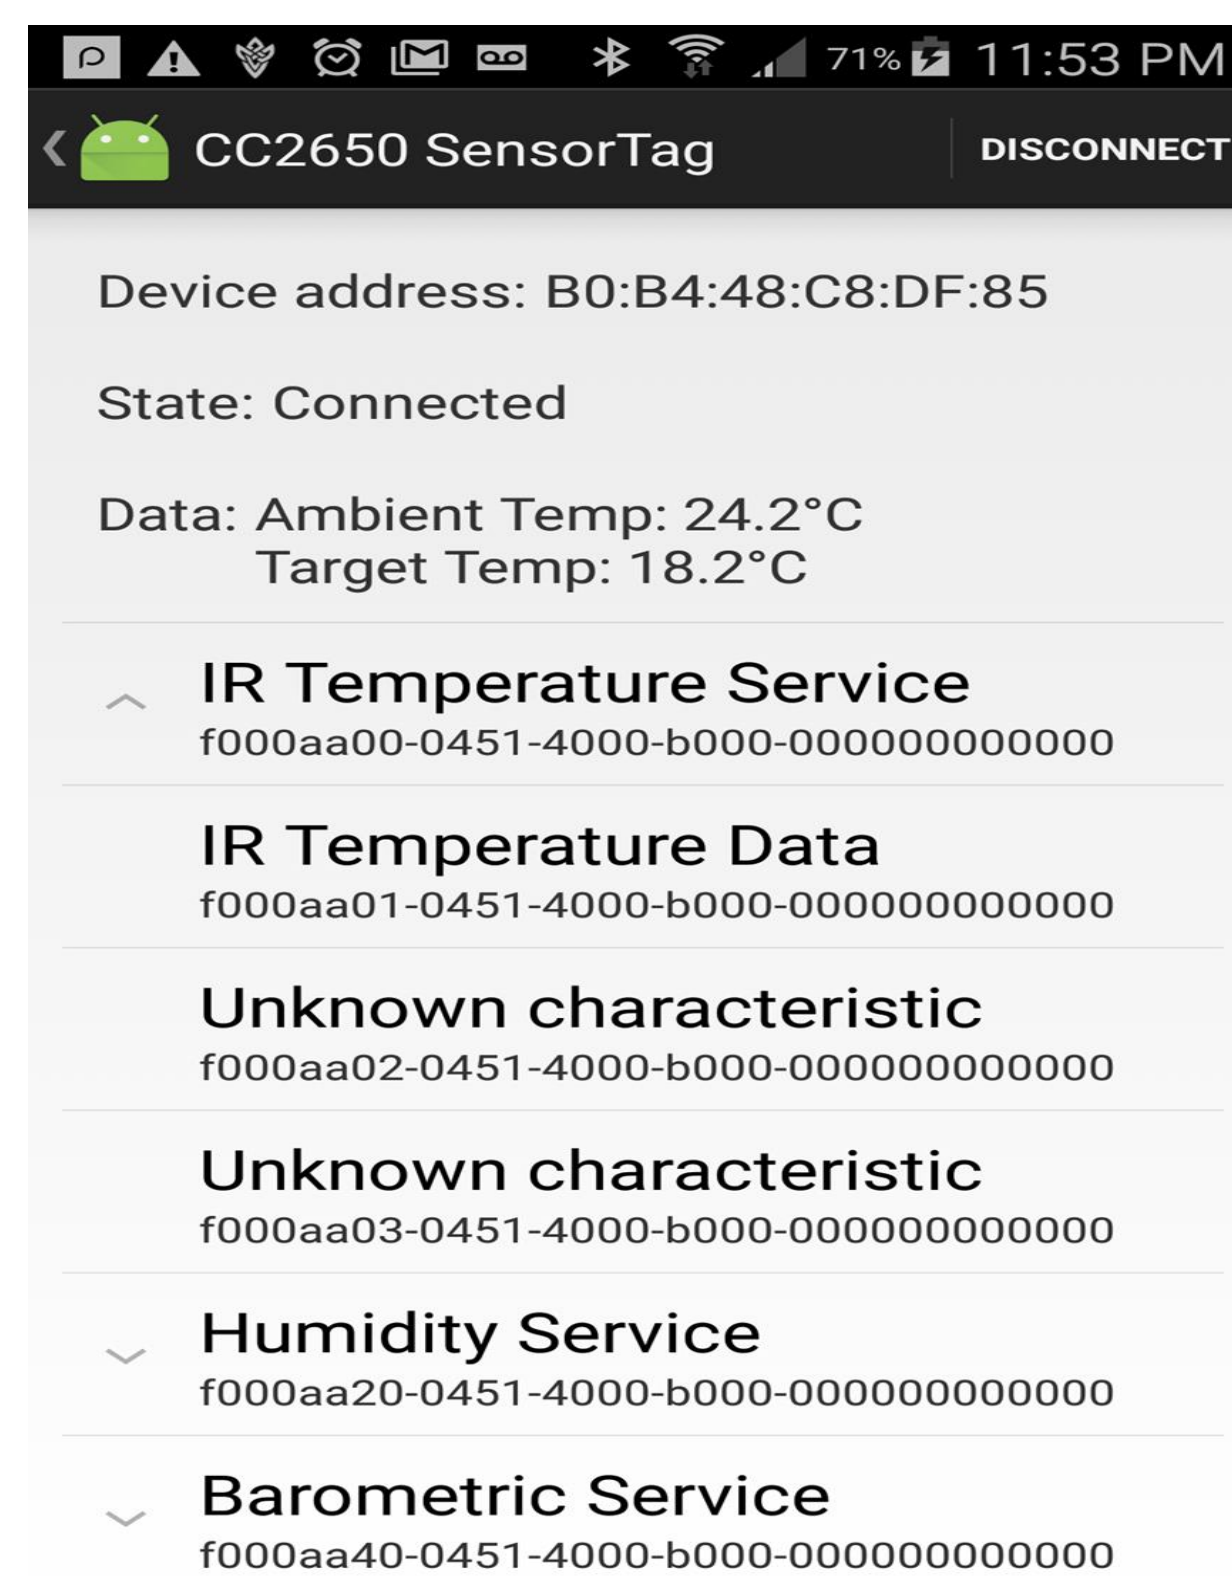 71% 11:53 PM
CC2650 SensorTag DISCONNECT
Device address: B0:B4:48:C8:DF:85
State: Connected
Data: Ambient Temp: 24.2°C
Target Temp: 18.2°C
IR Temperature Service
f000aa00-0451-4000-b000-000000000000
IR Temperature Data
f000aa01-0451-4000-b000-000000000000
Unknown characteristic
f000aa02-0451-4000-b000-000000000000
Unknown characteristic
f000aa03-0451-4000-b000-000000000000
Humidity Service
f000aa20-0451-4000-b000-000000000000
Barometric Service
f000aa40-0451-4000-b000-000000000000